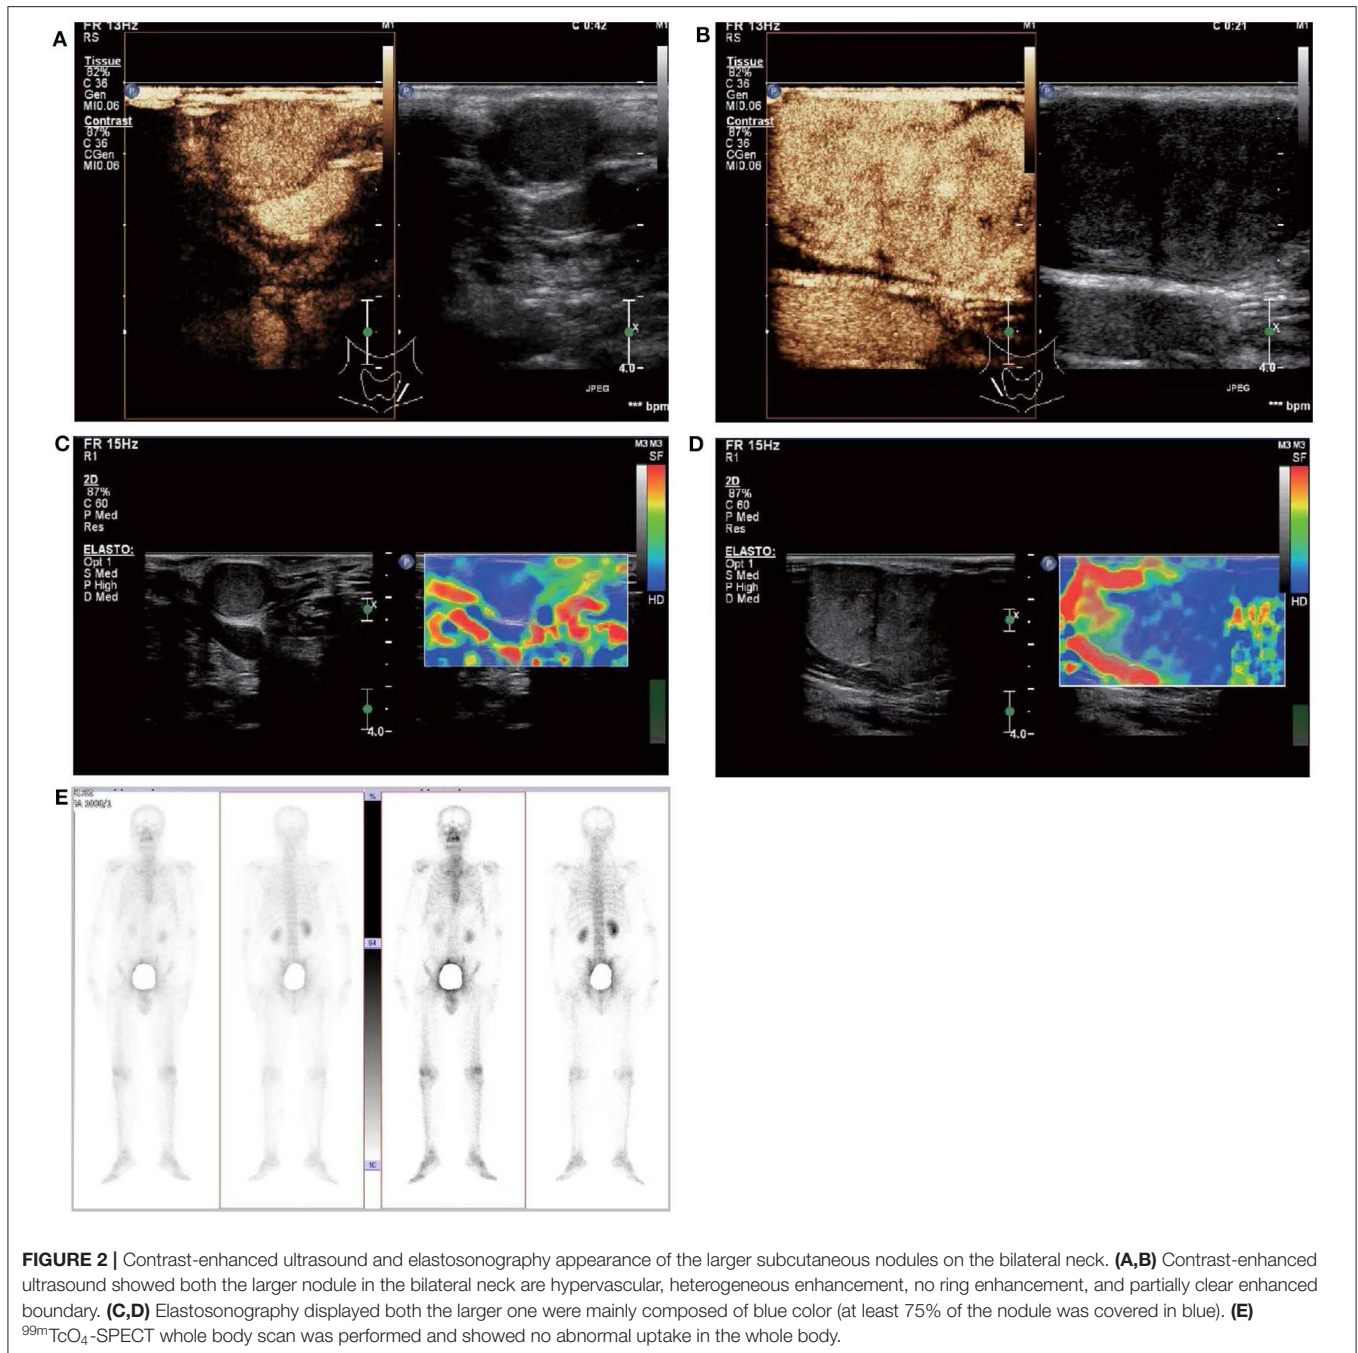 A
FR 13Hz
RS
C 0:42
M1
Tissue
82%
C 36
Gen
MI0.06
Contrast
87%
C 36
CGen
MI0.06
P
P
X
4.0
JPEG
*** bpm
B
FR 13Hz
RS
C 0:21
M1
M1
Tissue
82%
C 36
Gen
MI0.06
Contrast
87%
C 36
CGen
MI0.06
P
P
X
4.0
JPEG
*** bpm
C
FR 15Hz
R1
M3 M3
SF
2D
87%
C 60
P Med
Res
ELASTO:
Opt 1
S Med
P High
D Med
P
X
HD
4.0
D
FR 15Hz
R1
M3 M3
SF
2D
87%
C 60
P Med
Res
ELASTO:
Opt 1
S Med
P High
D Med
P
X
HD
4.0
E
%
64
10
FIGURE 2 | Contrast-enhanced ultrasound and elastosonography appearance of the larger subcutaneous nodules on the bilateral neck. (A,B) Contrast-enhanced
ultrasound showed both the larger nodule in the bilateral neck are hypervascular, heterogeneous enhancement, no ring enhancement, and partially clear enhanced
boundary. (C,D) Elastosonography displayed both the larger one were mainly composed of blue color (at least 75% of the nodule was covered in blue). (E)
99mTcO4-SPECT whole body scan was performed and showed no abnormal uptake in the whole body.